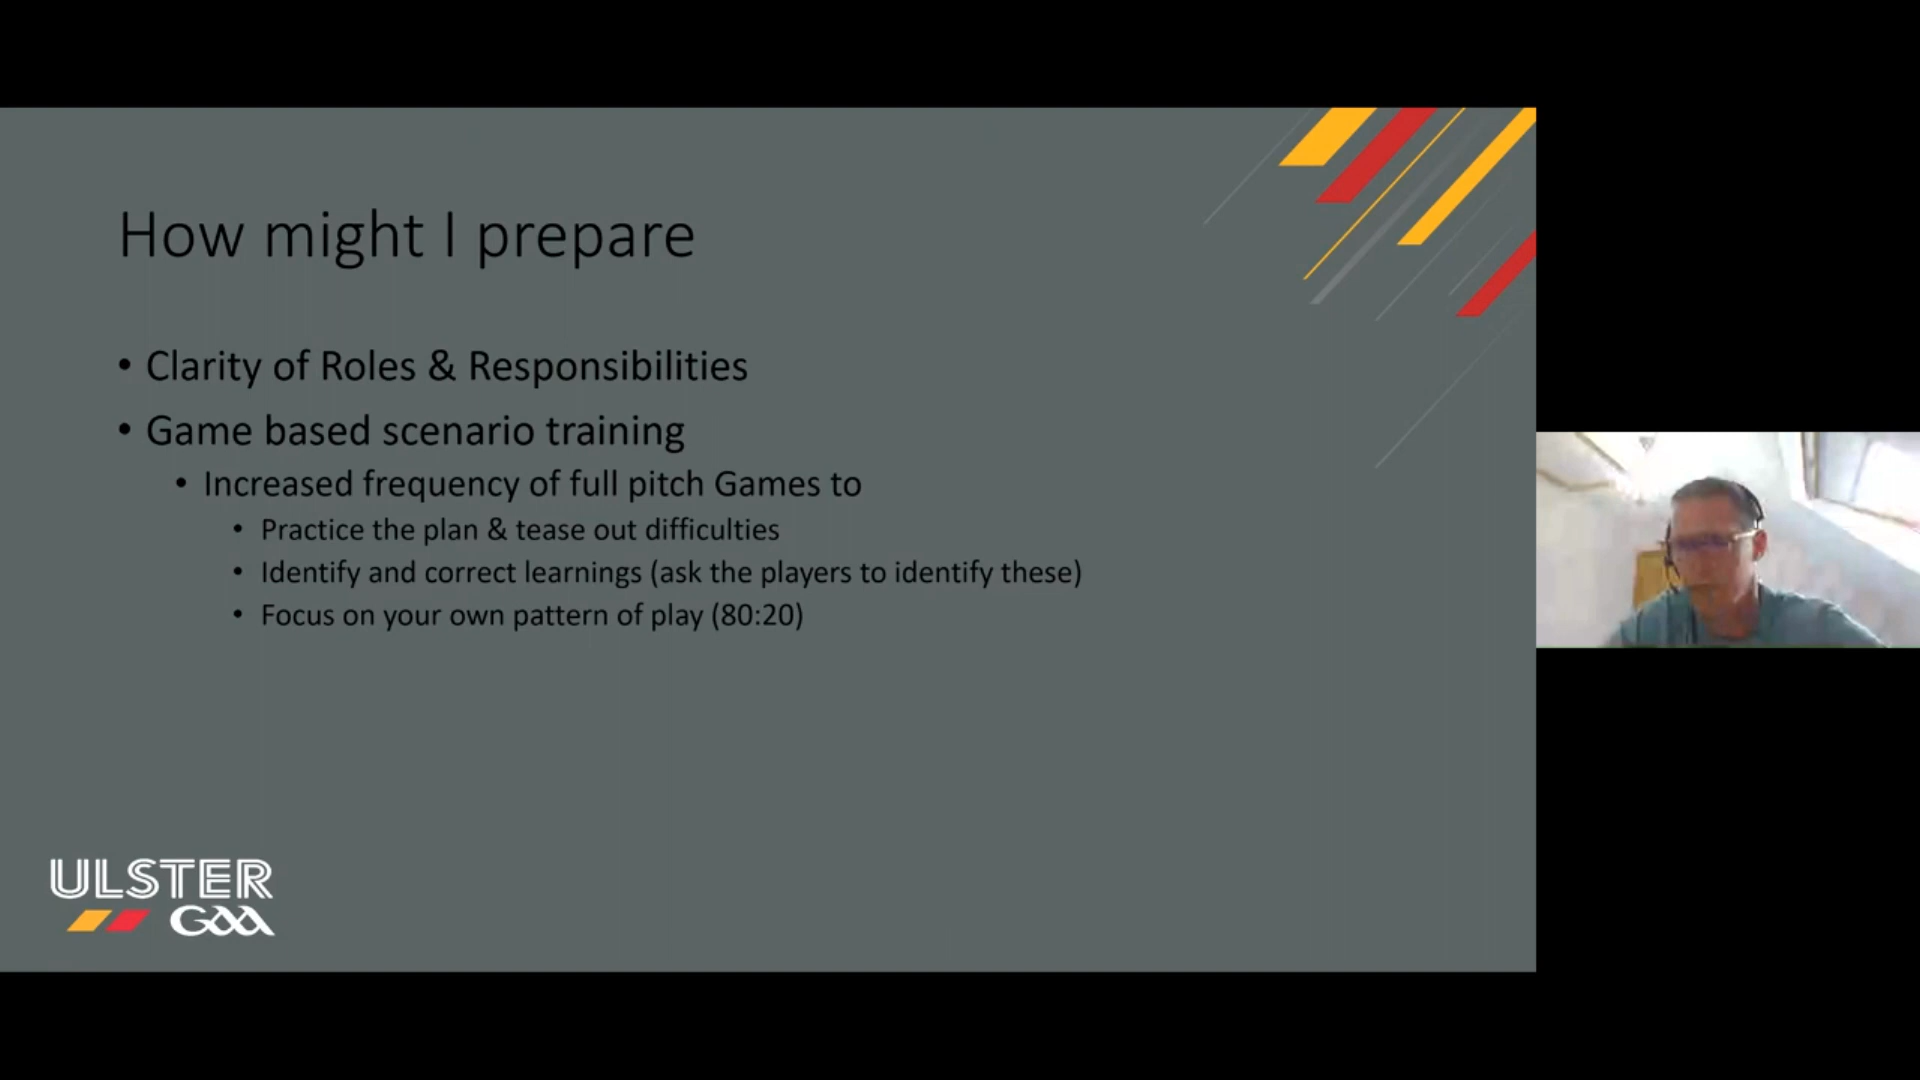 How might I prepare
• Clarity of Roles & Responsibilities
• Game based scenario training
• Increased frequency of full pitch Games to
• Practice the plan & tease out difficulties
• Identify and correct learnings (ask the players to identify these)
• Focus on your own pattern of play (80:20)
ULSTER
GAA